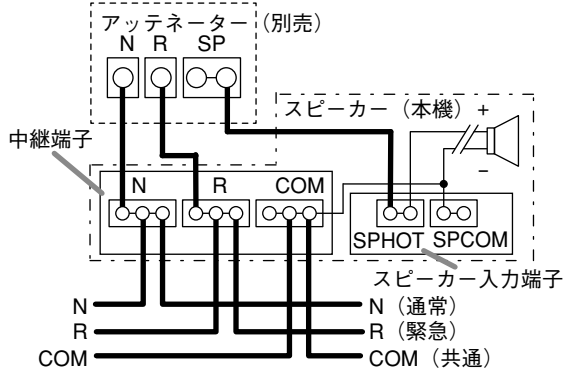 アッテネーター（別売）
N R SP
スピーカー（本機） +
中継端子
N R COM
−
SPHOT SPCOM
スピーカー入力端子
N N（通常）
R R（緊急）
COM COM（共通）